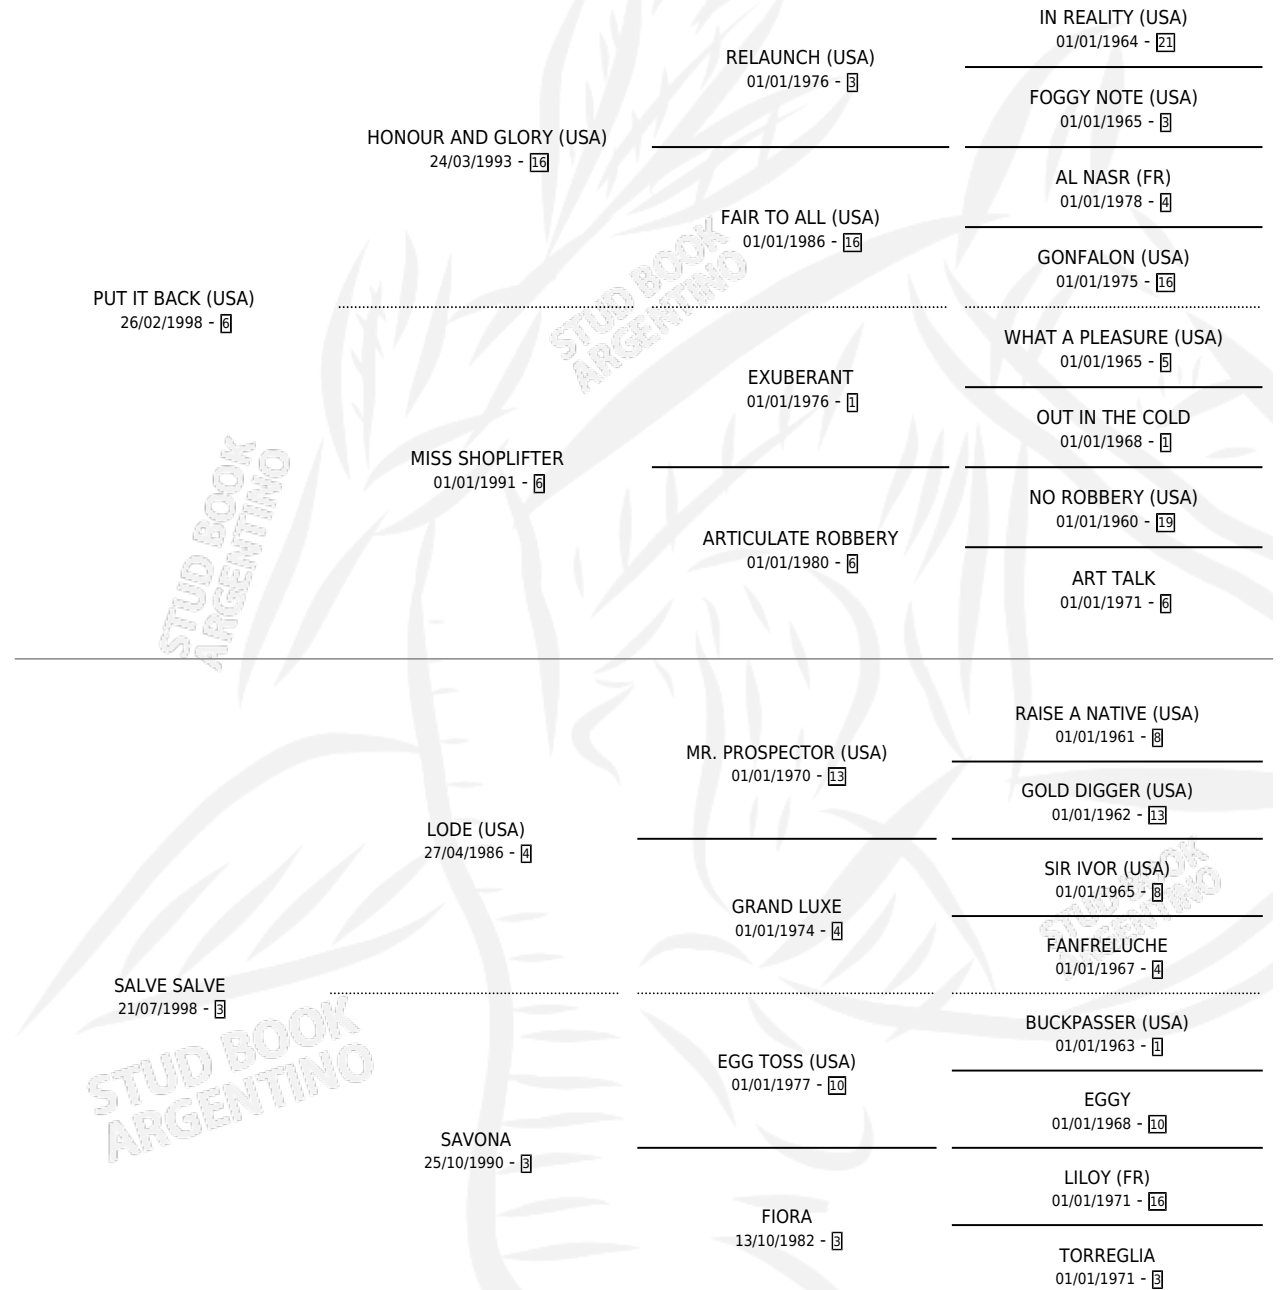 IN REALITY (USA)
01/01/1964 - 21
RELAUNCH (USA)
01/01/1976 - 3
FOGGY NOTE (USA)
01/01/1965 - 3
HONOUR AND GLORY (USA)
24/03/1993 - 16
AL NASR (FR)
01/01/1978 - 4
FAIR TO ALL (USA)
01/01/1986 - 16
GONFALON (USA)
01/01/1975 - 16
PUT IT BACK (USA)
26/02/1998 - 6
STUD BOOK
ARGENTINO
WHAT A PLEASURE (USA)
01/01/1965 - 5
EXUBERANT
01/01/1976 - 1
OUT IN THE COLD
01/01/1968 - 1
MISS SHOPLIFTER
01/01/1991 - 6
NO ROBBERY (USA)
01/01/1960 - 19
ARTICULATE ROBBERY
01/01/1980 - 6
ART TALK
01/01/1971 - 6
STUD BOOK
ARGENTINO
RAISE A NATIVE (USA)
01/01/1961 - 8
MR. PROSPECTOR (USA)
01/01/1970 - 13
GOLD DIGGER (USA)
01/01/1962 - 13
LODE (USA)
27/04/1986 - 4
SIR IVOR (USA)
01/01/1965 - 8
GRAND LUXE
01/01/1974 - 4
STUD BOOK
ARGENTINO
FANFRELUCHE
01/01/1967 - 4
SALVE SALVE
21/07/1998 - 3
BUCKPASSER (USA)
01/01/1963 - 1
EGG TOSS (USA)
01/01/1977 - 10
STUD BOOK
ARGENTINO
EGGY
01/01/1968 - 10
SAVONA
25/10/1990 - 3
LILOY (FR)
01/01/1971 - 16
FIORA
13/10/1982 - 3
TORREGLIA
01/01/1971 - 3